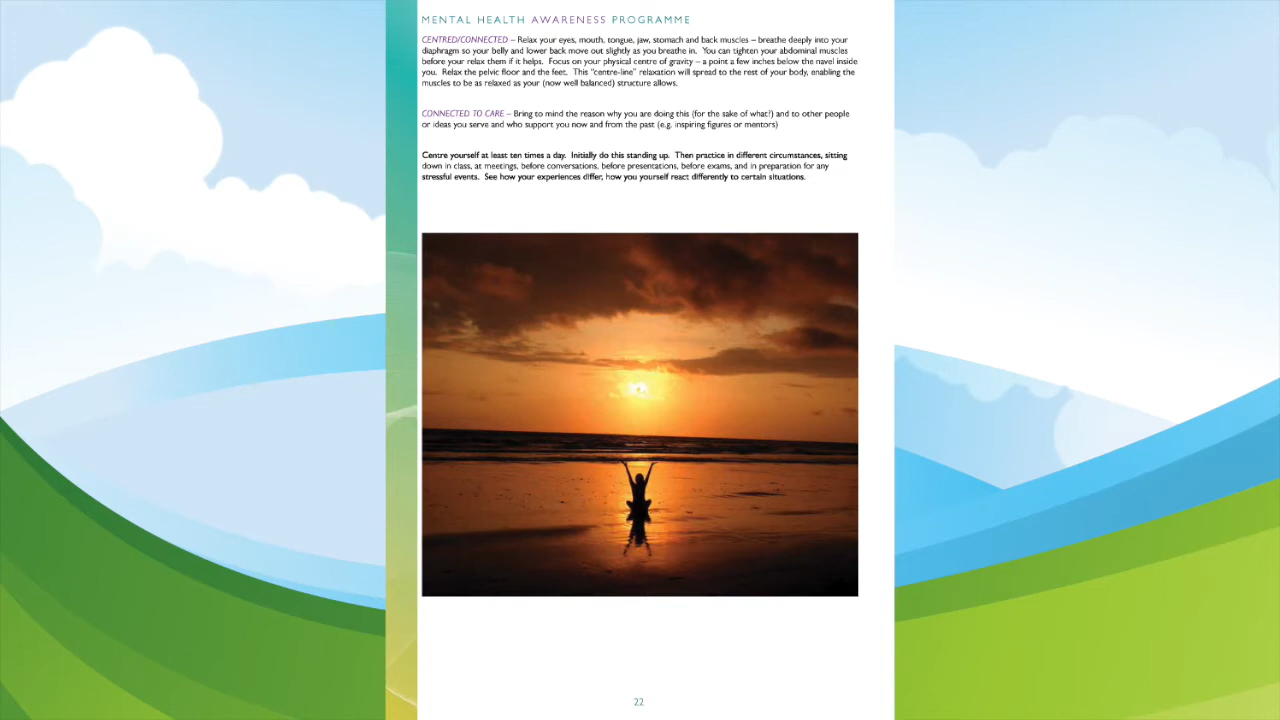 MENTAL HEALTH AWARENESS PROGRAMME
CENTRED/CONNECTED – Relax your eyes, mouth, tongue, jaw, stomach and back muscles – breathe deeply into your
diaphragm so your belly and lower back move out slightly as you breathe in. You can tighten your abdominal muscles
before your relax them if it helps. Focus on your physical centre of gravity – a point a few inches below the navel inside
you. Relax the pelvic floor and the feet. This “centre-line” relaxation will spread to the rest of your body, enabling the
muscles to be as relaxed as your (now well balanced) structure allows.
CONNECTED TO CARE – Bring to mind the reason why you are doing this (for the sake of what?) and to other people
or ideas you serve and who support you now and from the past (e.g. inspiring figures or mentors)
Centre yourself at least ten times a day. Initially do this standing up. Then practice in different circumstances, sitting
down in class, at meetings, before conversations, before presentations, before exams, and in preparation for any
stressful events. See how your experiences differ, how you yourself react differently to certain situations.
22